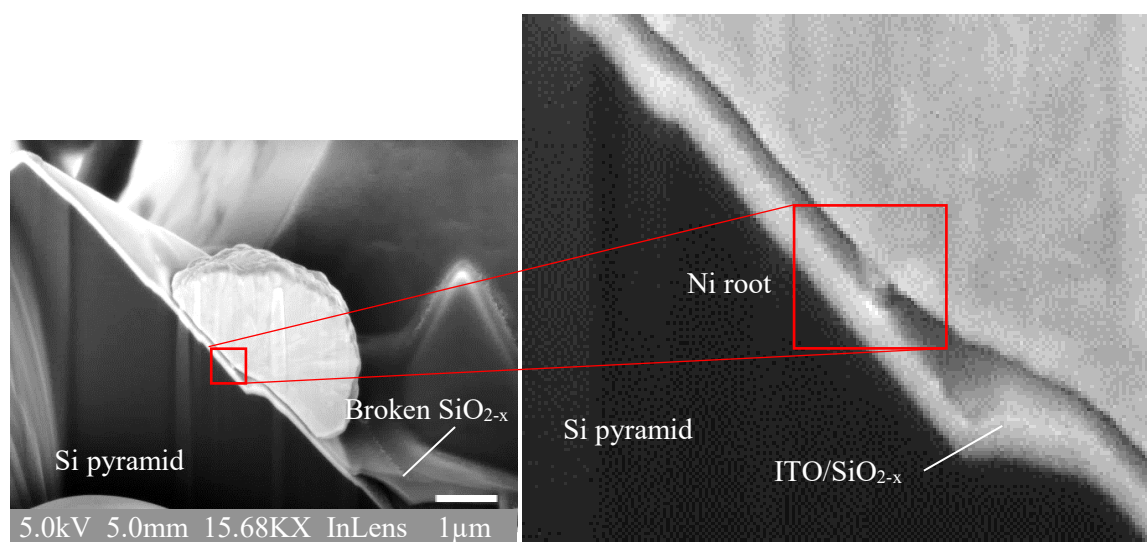 Broken SiO2-x
Si pyramid
5.0kV 5.0mm 15.68KX InLens 1µm
Ni root
Si pyramid
ITO/SiO2-x